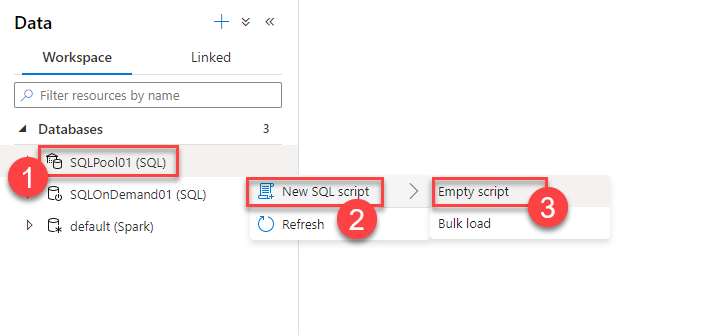 Data
Workspace Linked
Filter resources by name
Databases 3
1 SQLPool01 (SQL)
SQLOnDemand01 (SQL) New SQL script Empty script
2 3
default (Spark) Refresh Bulk load